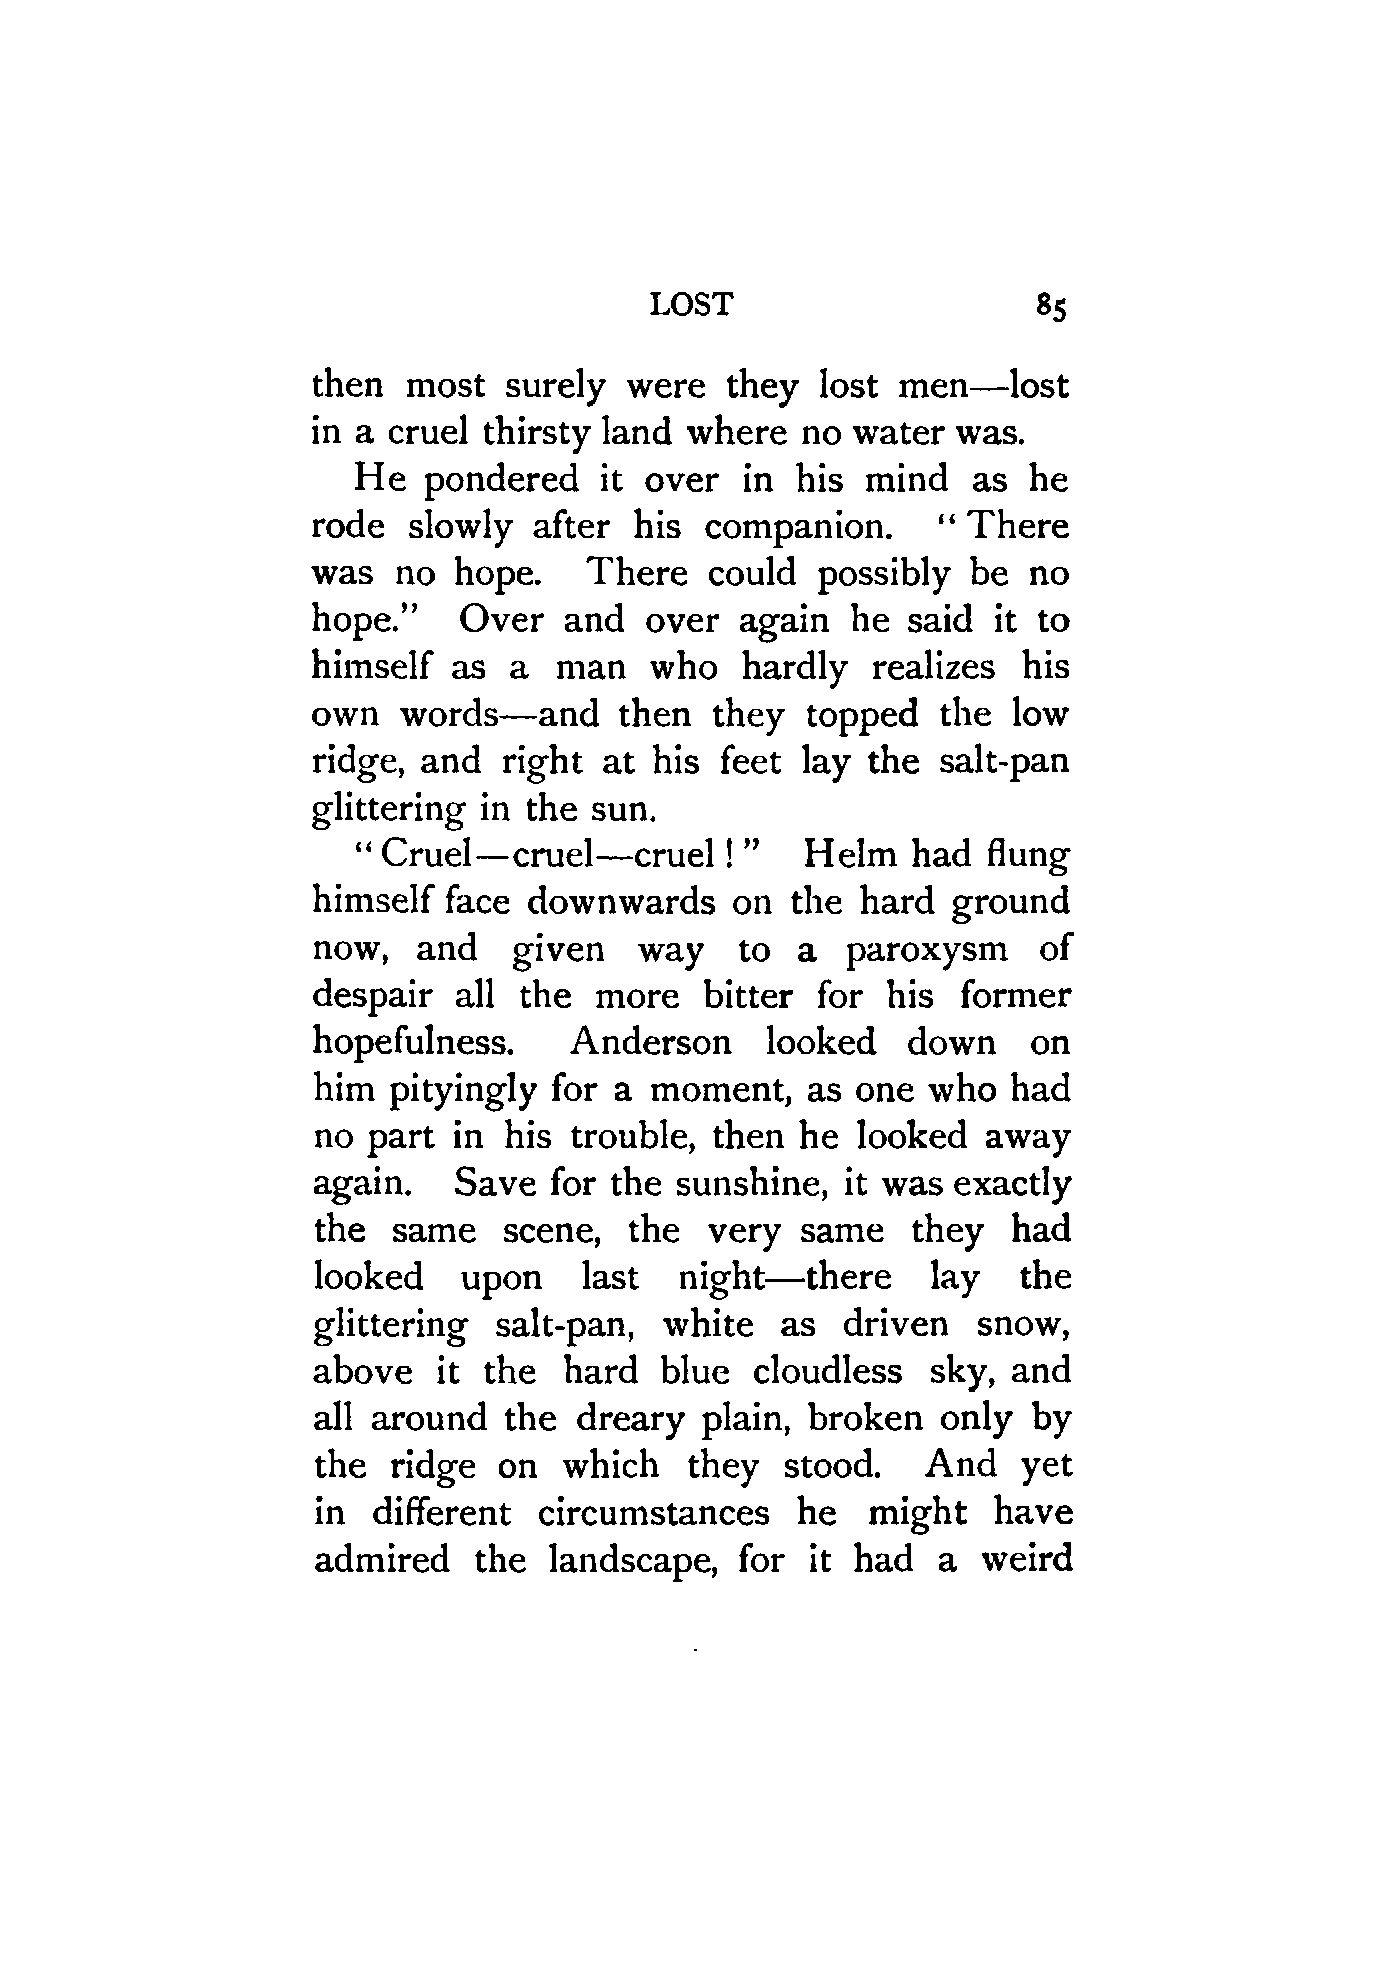 LOST 85
then most surely were they lost men—lost
in a cruel thirsty land where no water was.
He pondered it over in his mind as he
rode slowly after his companion. “ There
was no hope. There could possibly be no
hope.” Over and over again he said it to
himself as a man who hardly realizes his
own words—and then they topped the low
ridge, and right at his feet lay the salt-pan
glittering in the sun.
“ Cruel—cruel—cruel ! ” Helm had flung
himself face downwards on the hard ground
now, and given way to a paroxysm of
despair all the more bitter for his former
hopefulness. Anderson looked down on
him pityingly for a moment, as one who had
no part in his trouble, then he looked away
again. Save for the sunshine, it was exactly
the same scene, the very same they had
looked upon last night—there lay the
glittering salt-pan, white as driven snow,
above it the hard blue cloudless sky, and
all around the dreary plain, broken only by
the ridge on which they stood. And yet
in different circumstances he might have
admired the landscape, for it had a weird